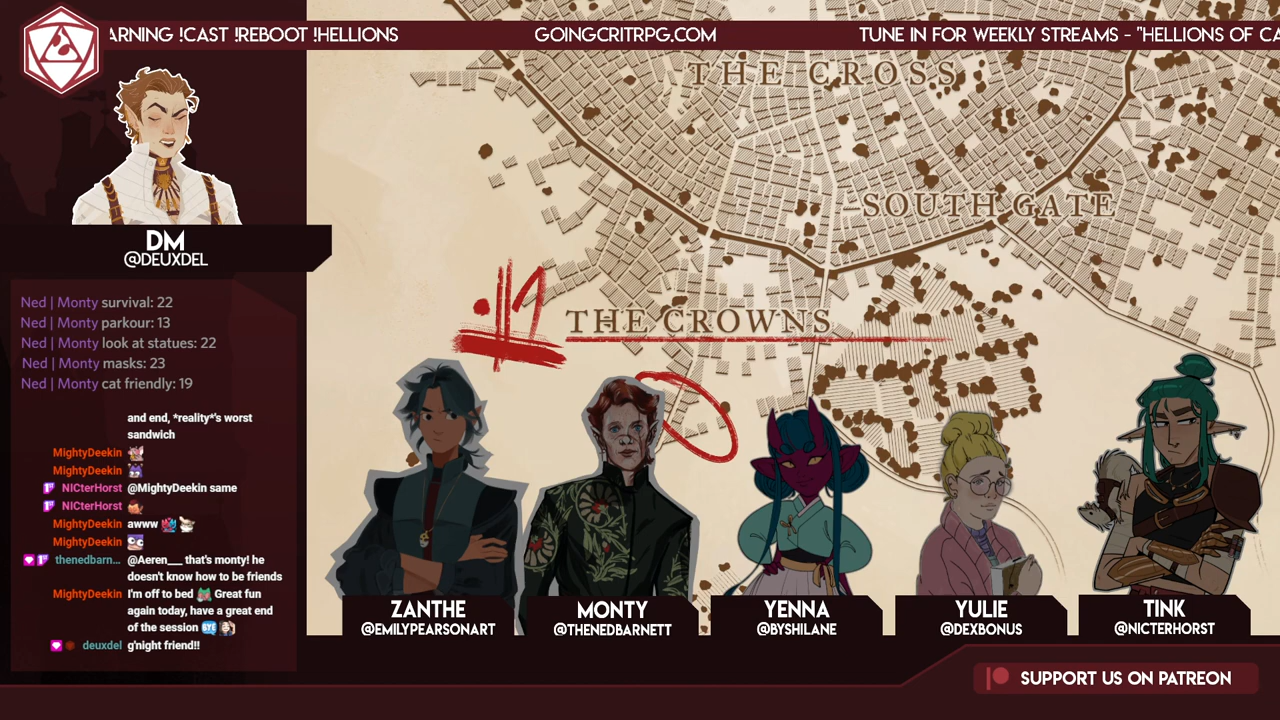 ARNING !CAST !REBOOT !HELLIONS
GOINGCRITRPG.COM
TUNE IN FOR WEEKLY STREAMS - "HELLIONS OF CA
THE CROSS
SOUTH GATE
THE CROWNS
DM
@DEUXDEL
Ned | Monty survival: 22
Ned | Monty parkour: 13
Ned | Monty look at statues: 22
Ned | Monty masks: 23
Ned | Monty cat friendly: 19
and end, *reality*'s worst
sandwich
MightyDeekin
MightyDeekin
NICterHorst @MightyDeekin same
NICterHorst
MightyDeekin awww
MightyDeekin
thenedbarn... @Aeren___ that's monty! he
doesn't know how to be friends
MightyDeekin I'm off to bed Great fun
again today, have a great end
of the session BYE
deuxdel g'night friend!!
ZANTHE
@EMILYPEARSONART
MONTY
@THENEDBARNETT
YENNA
@BYSHILANE
YULIE
@DEXBONUS
TINK
@NICTERHORST
SUPPORT US ON PATREON